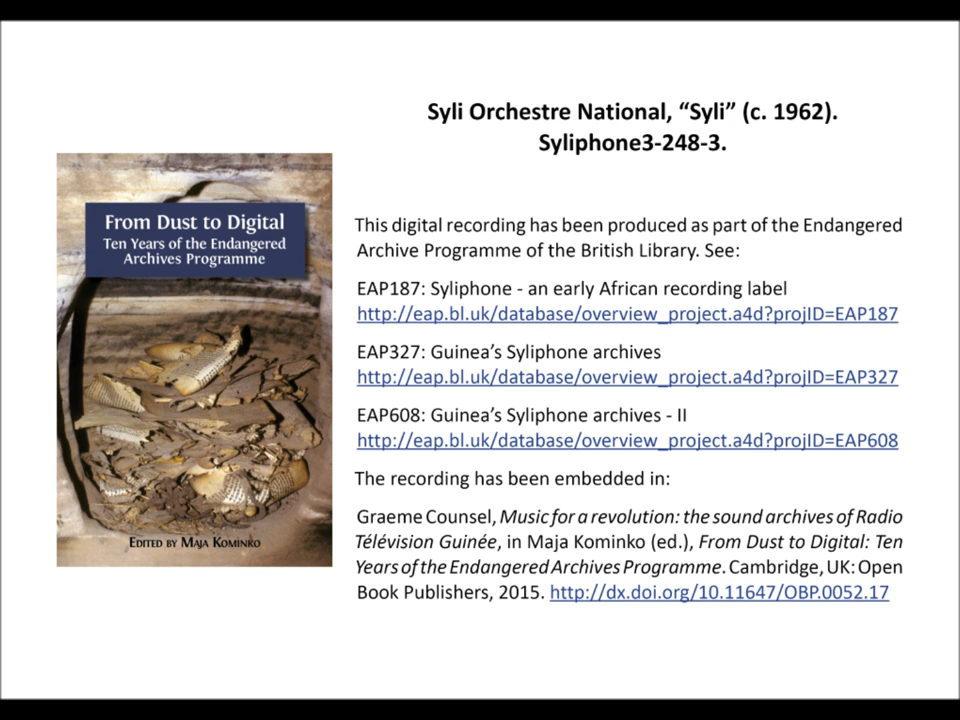 Syli Orchestre National, “Syli” (c. 1962).
Syliphone3-248-3.
From Dust to Digital
Ten Years of the Endangered
Archives Programme
EDITED BY MAJA KOMINKO
This digital recording has been produced as part of the Endangered
Archive Programme of the British Library. See:
EAP187: Syliphone - an early African recording label
http://eap.bl.uk/database/overview_project.a4d?projID=EAP187
EAP327: Guinea’s Syliphone archives
http://eap.bl.uk/database/overview_project.a4d?projID=EAP327
EAP608: Guinea’s Syliphone archives - II
http://eap.bl.uk/database/overview_project.a4d?projID=EAP608
The recording has been embedded in:
Graeme Counsel, Music for a revolution: the sound archives of Radio
Télévision Guinée, in Maja Kominko (ed.), From Dust to Digital: Ten
Years of the Endangered Archives Programme. Cambridge, UK: Open
Book Publishers, 2015. http://dx.doi.org/10.11647/OBP.0052.17